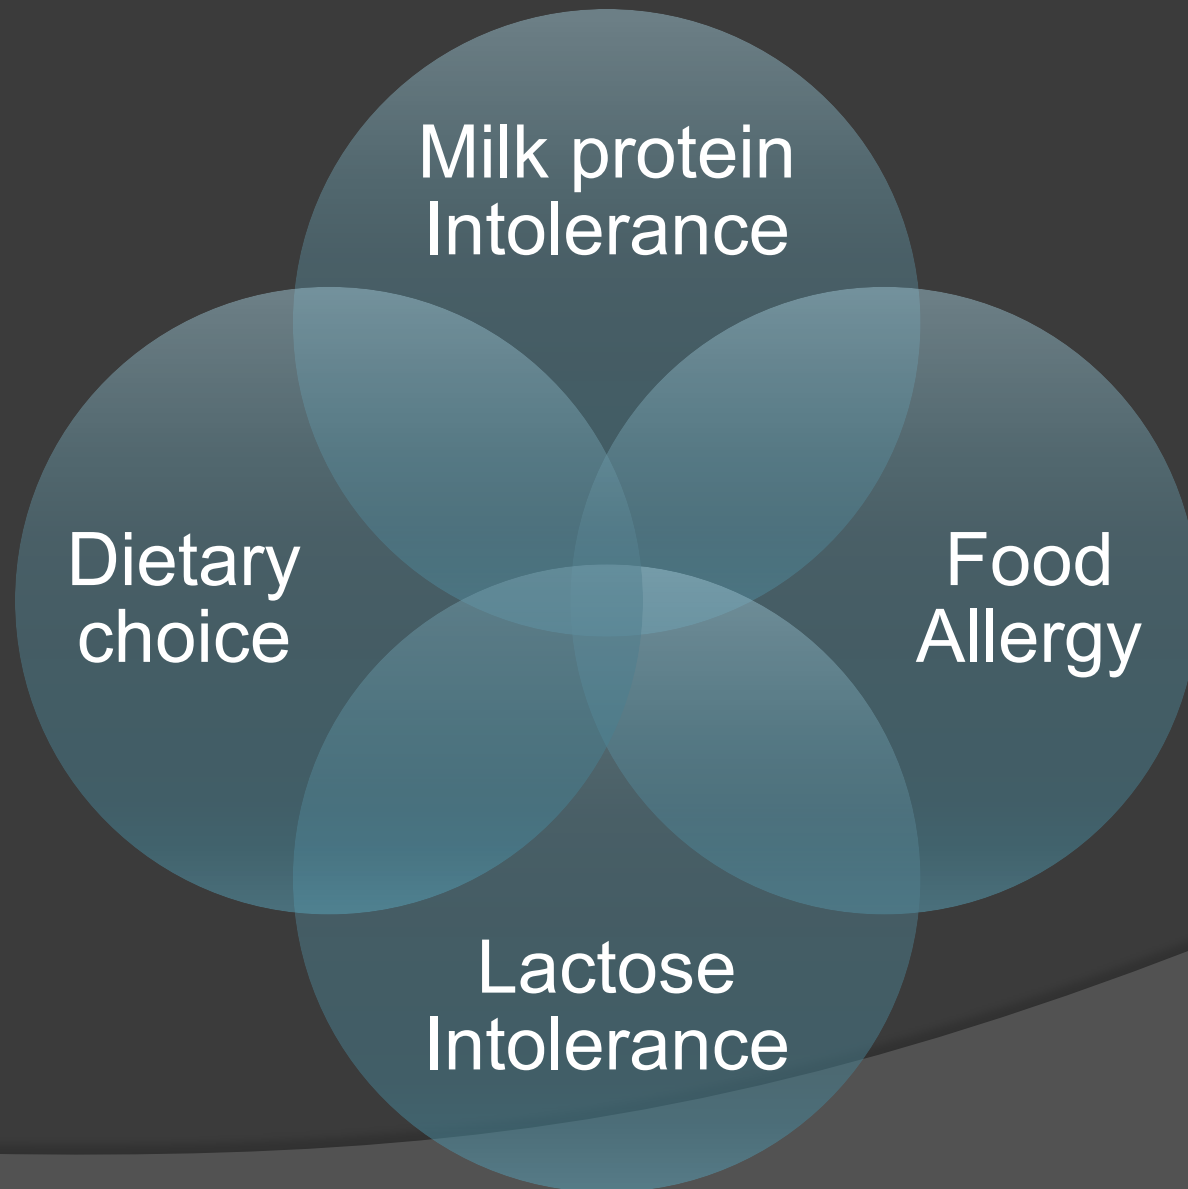 Milk protein
Intolerance
Dietary
choice
Food
Allergy
Lactose
Intolerance